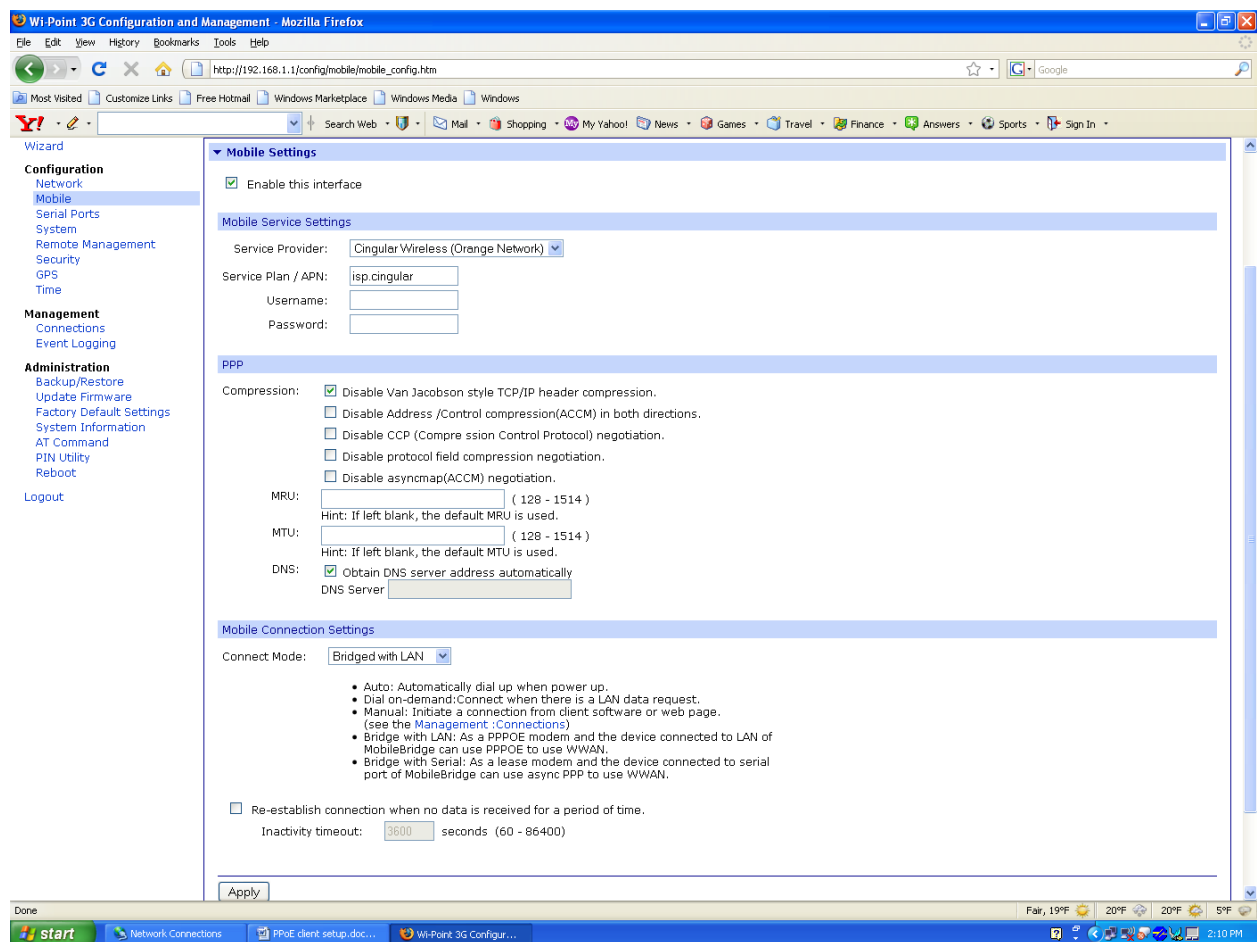 Wi-Point 3G Configuration and Management - Mozilla Firefox
File Edit View History Bookmarks Tools Help
http://192.168.1.1/config/mobile/mobile_config.htm
G Google
Most Visited Customize Links Free Hotmail Windows Marketplace Windows Media Windows
Y! Search Web Mail Shopping My Yahoo! News Games Travel Finance Answers Sports Sign In
Wizard
Configuration
Network
Mobile
Serial Ports
System
Remote Management
Security
GPS
Time
Management
Connections
Event Logging
Administration
Backup/Restore
Update Firmware
Factory Default Settings
System Information
AT Command
PIN Utility
Reboot
Logout
Mobile Settings
Enable this interface
Mobile Service Settings
Service Provider: Cingular Wireless (Orange Network)
Service Plan / APN: isp.cingular
Username:
Password:
PPP
Compression: Disable Van Jacobson style TCP/IP header compression.
Disable Address /Control compression(ACCM) in both directions.
Disable CCP (Compre ssion Control Protocol) negotiation.
Disable protocol field compression negotiation.
Disable asyncmap(ACCM) negotiation.
MRU: ( 128 - 1514 )
Hint: If left blank, the default MRU is used.
MTU: ( 128 - 1514 )
Hint: If left blank, the default MTU is used.
DNS: Obtain DNS server address automatically
DNS Server
Mobile Connection Settings
Connect Mode: Bridged with LAN
• Auto: Automatically dial up when power up.
• Dial on-demand:Connect when there is a LAN data request.
• Manual: Initiate a connection from client software or web page.
(see the Management :Connections)
• Bridge with LAN: As a PPPOE modem and the device connected to LAN of
MobileBridge can use PPPOE to use WWAN.
• Bridge with Serial: As a lease modem and the device connected to serial
port of MobileBridge can use async PPP to use WWAN.
Re-establish connection when no data is received for a period of time.
Inactivity timeout: 3600 seconds (60 - 86400)
Apply
Done Fair, 19°F 20°F 20°F 5°F
start Network Connections PPoE client setup.doc... Wi-Point 3G Configur... 2:10 PM